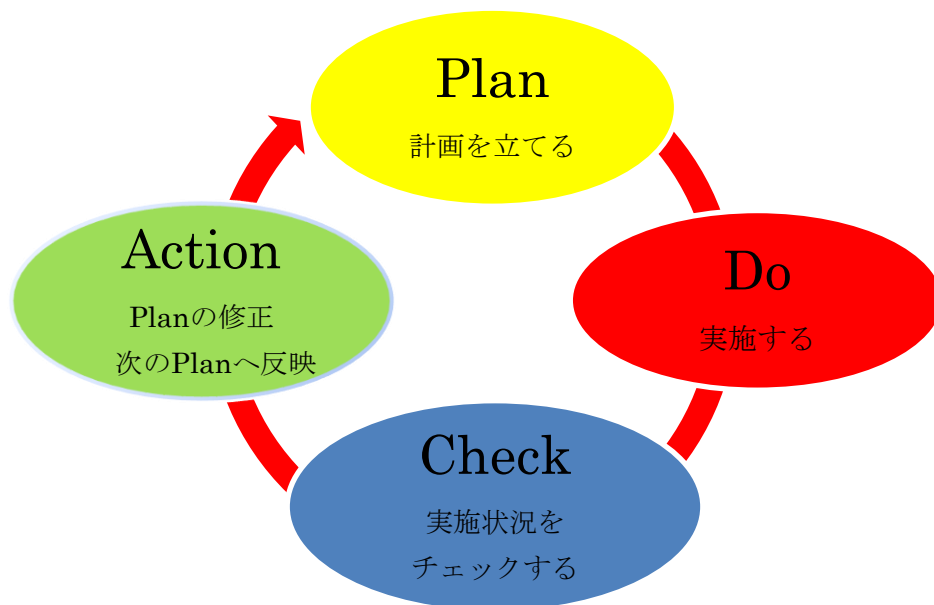 Plan
計画を立てる
Do
実施する
Check
実施状況を
チェックする
Action
Planの修正
次のPlanへ反映